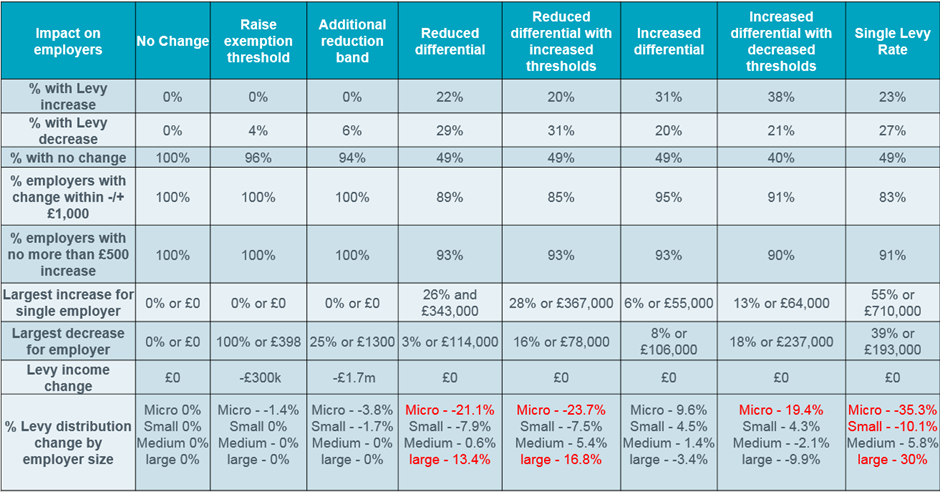 Impact on employers | No Change | Raise exemption threshold | Additional reduction band | Reduced differential | Reduced differential with increased thresholds | Increased differential | Increased differential with decreased thresholds | Single Levy Rate
% with Levy increase | 0% | 0% | 0% | 22% | 20% | 31% | 38% | 23%
% with Levy decrease | 0% | 4% | 6% | 29% | 31% | 20% | 21% | 27%
% with no change | 100% | 96% | 94% | 49% | 49% | 49% | 40% | 49%
% employers with change within -/+ £1,000 | 100% | 100% | 100% | 89% | 85% | 95% | 91% | 83%
% employers with no more than £500 increase | 100% | 100% | 100% | 93% | 93% | 93% | 90% | 91%
Largest increase for single employer | 0% or £0 | 0% or £0 | 0% or £0 | 26% and £343,000 | 28% or £367,000 | 6% or £55,000 | 13% or £64,000 | 55% or £710,000
Largest decrease for employer | 0% or £0 | 100% or £398 | 25% or £1300 | 3% or £114,000 | 16% or £78,000 | 8% or £106,000 | 18% or £237,000 | 39% or £193,000
Levy income change | £0 | -£300k | -£1.7m | £0 | £0 | £0 | £0 | £0
% Levy distribution change by employer size | Micro 0% | Micro - -1.4% | Micro - -3.8% | Micro - -21.1% | Micro - -23.7% | Micro - 9.6% | Micro - 19.4% | Micro - -35.3%
Small 0% | Small 0% | Small - -1.7% | Small - -7.9% | Small - -7.5% | Small - 4.5% | Small - 4.3% | Small - -10.1%
Medium 0% | Medium - 0% | Medium - 0% | Medium - 0.6% | Medium - 5.4% | Medium - 1.4% | Medium - -2.1% | Medium - 5.8%
large 0% | large - 0% | large - 0% | large - 13.4% | large - 16.8% | large - -3.4% | large - -9.9% | large - 30%